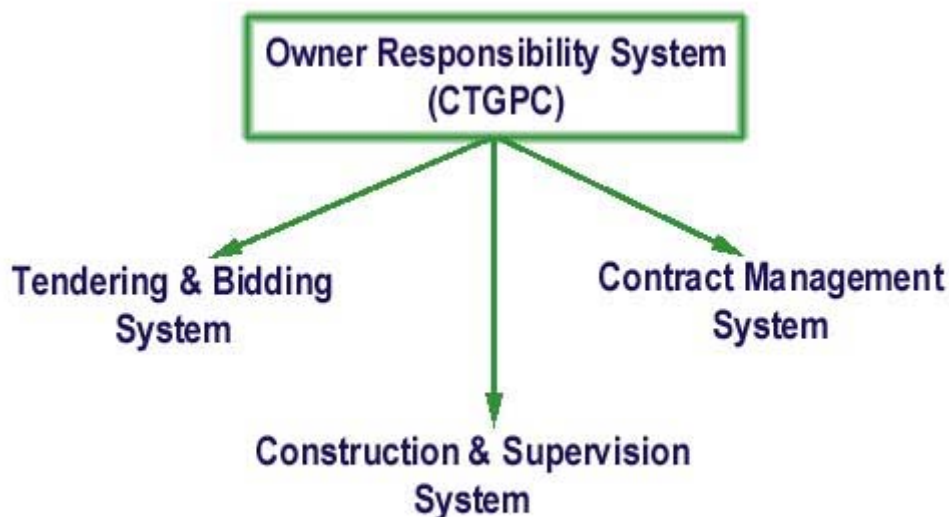 Owner Responsibility System
(CTGPC)
Tendering & Bidding
System
Contract Management
System
Construction & Supervision
System